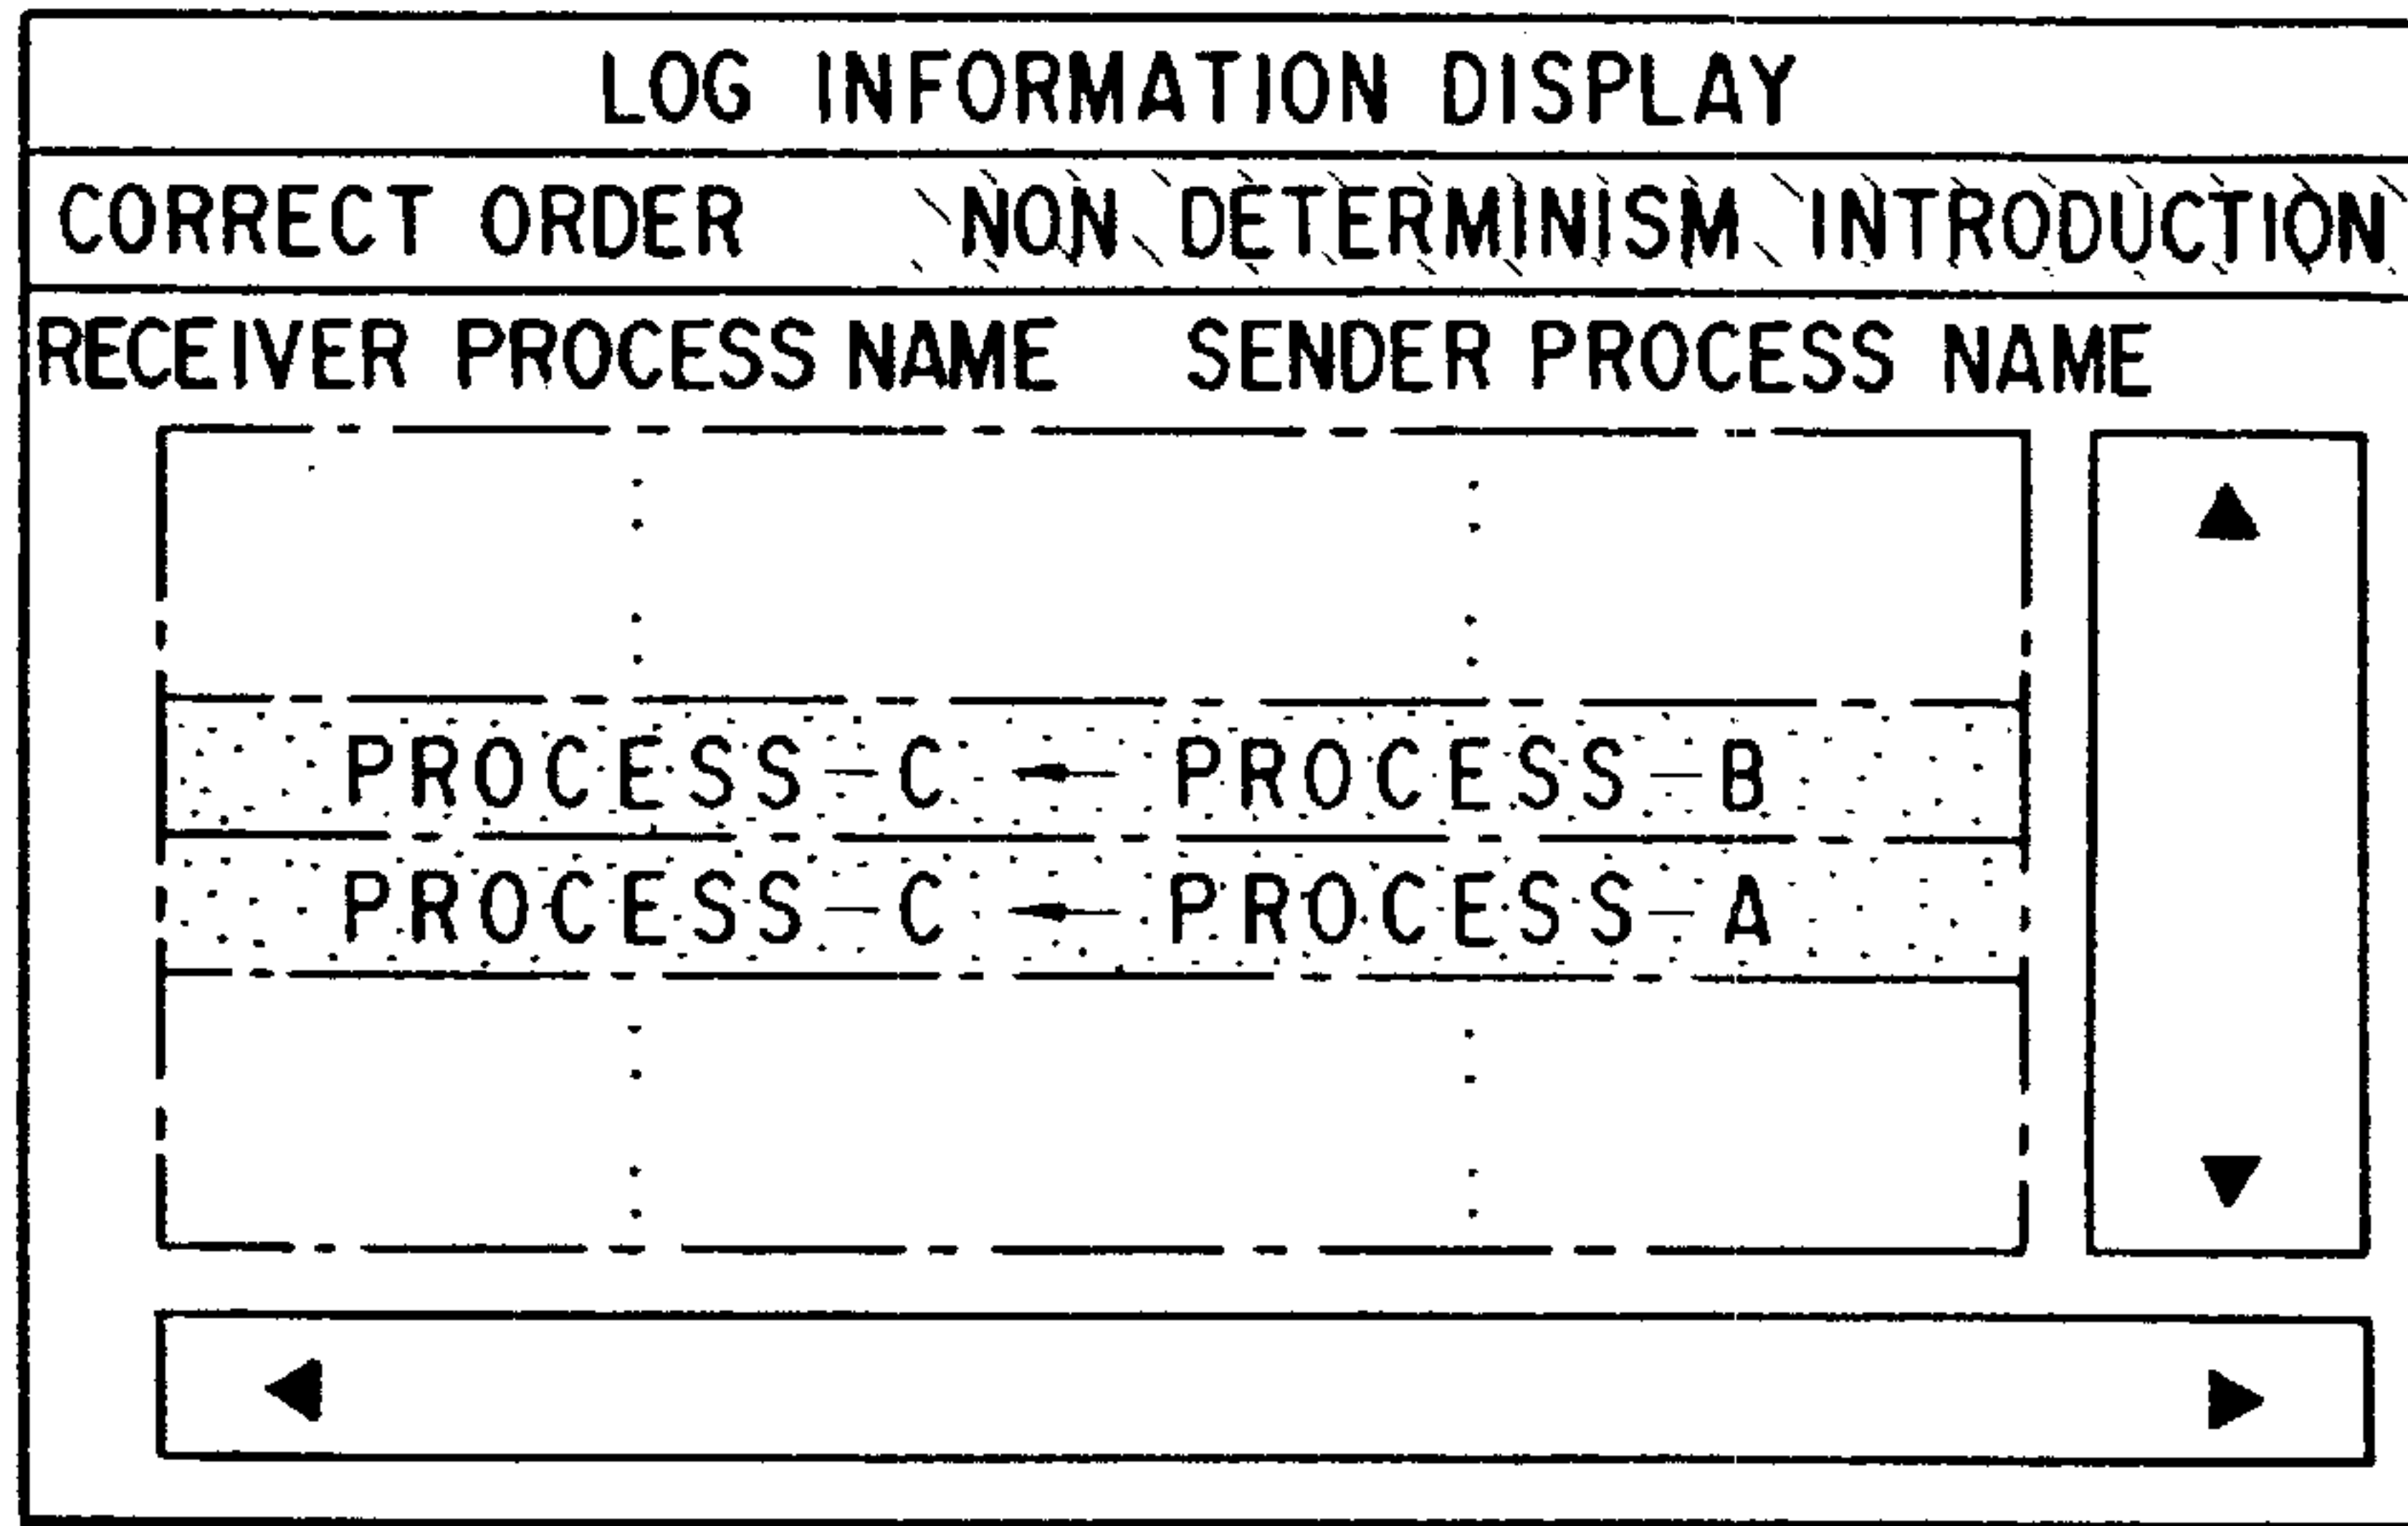 LOG INFORMATION DISPLAY
CORRECT ORDER NON DETERMINISM INTRODUCTION
RECEIVER PROCESS NAME SENDER PROCESS NAME
PROCESS-C ← PROCESS-B
PROCESS-C ← PROCESS-A